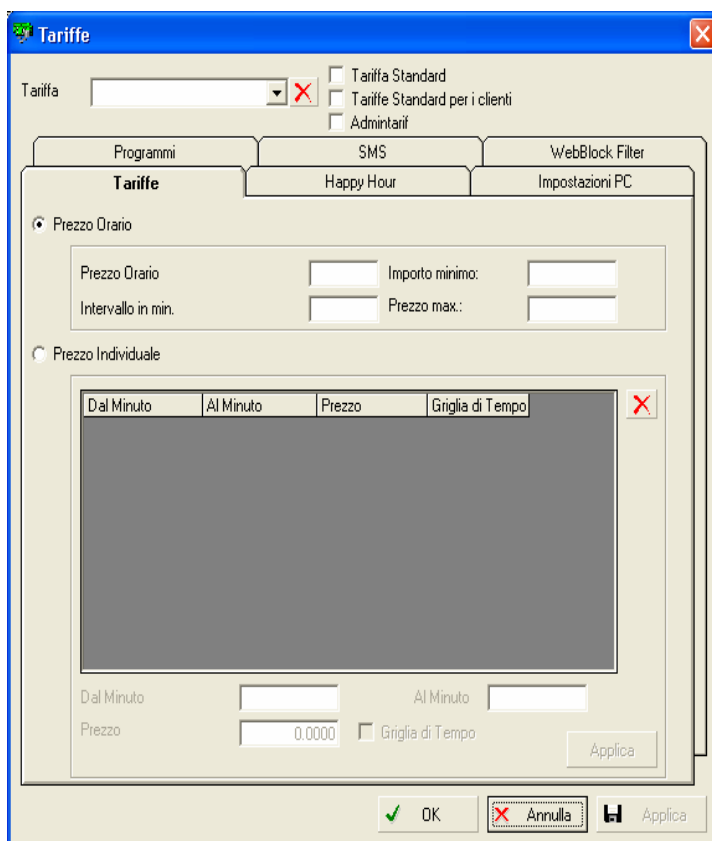 Tariffe
Tariffa
Tariffa Standard
Tariffe Standard per i clienti
Admintarif
Programmi SMS WebBlock Filter
Tariffe Happy Hour Impostazioni PC
Prezzo Orario
Prezzo Orario Importo minimo:
Intervallo in min. Prezzo max.:
Prezzo Individuale
Dal Minuto Al Minuto Prezzo Griglia di Tempo
Dal Minuto Al Minuto
Prezzo 0.0000 Griglia di Tempo
Applica
OK Annulla Applica